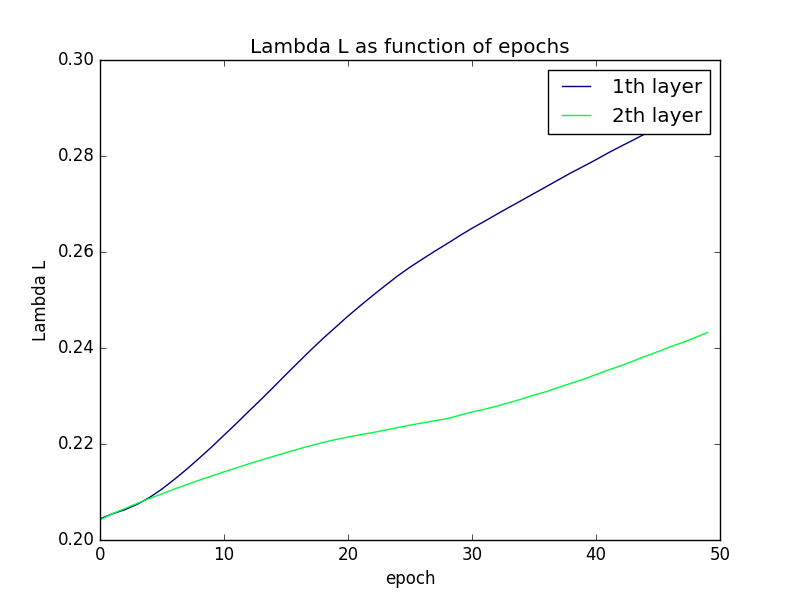 Lambda L as function of epochs
0.30
0.28
0.26
0.24
0.22
0.20
Lambda L
1th layer
2th layer
0 10 20 30 40 50
epoch